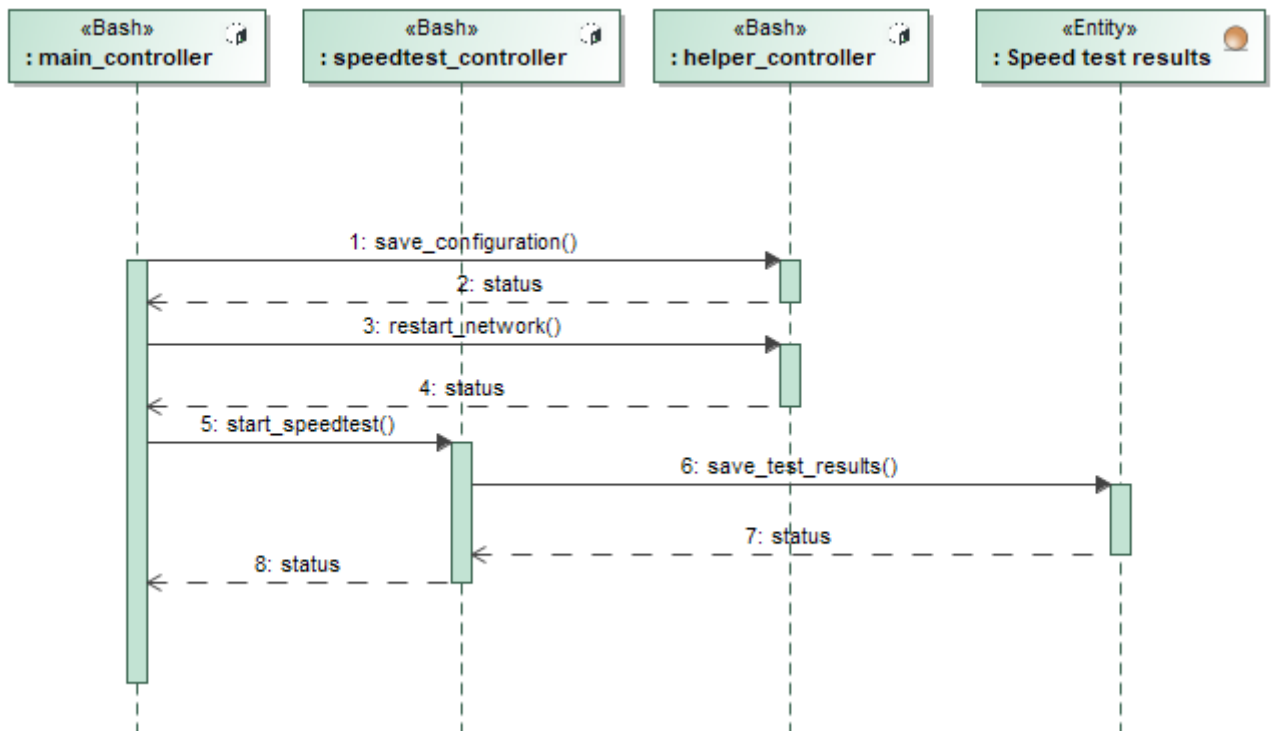 «Bash»
: main_controller
«Bash»
: speedtest_controller
«Bash»
: helper_controller
«Entity»
: Speed test results
1: save_configuration()
2: status
3: restart_network()
4: status
5: start_speedtest()
6: save_test_results()
7: status
8: status